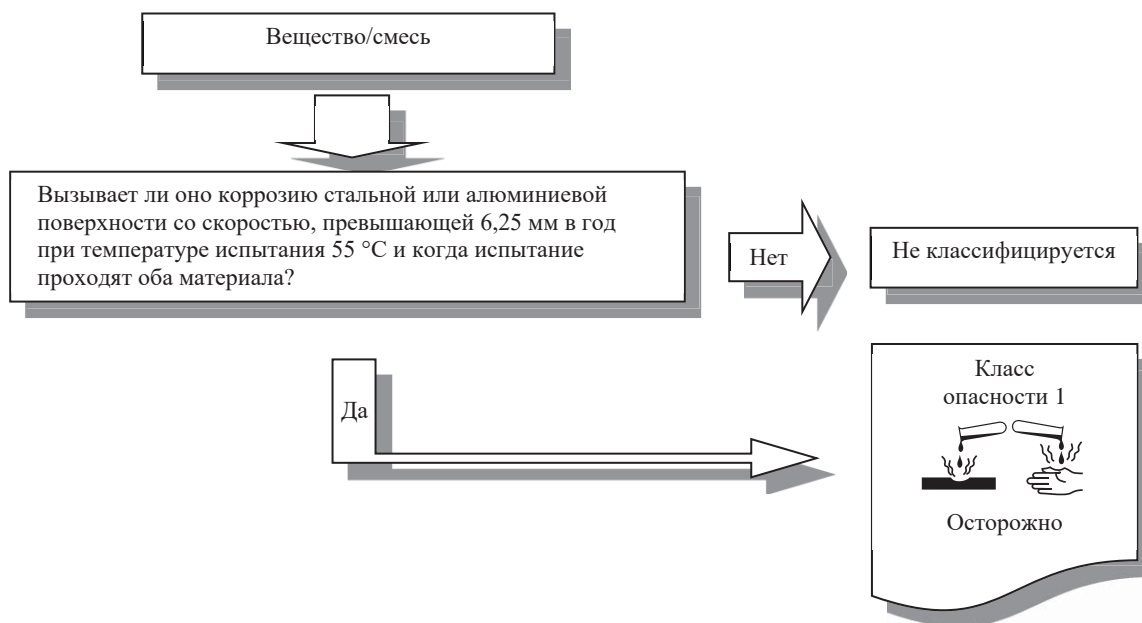 Вещество/смесь
Вызывает ли оно коррозию стальной или алюминиевой
поверхности со скоростью, превышающей 6,25 мм в год
при температуре испытания 55 °C и когда испытание
проходят оба материала?
Нет
Не классифицируется
Да
Класс
опасности 1
Осторожно